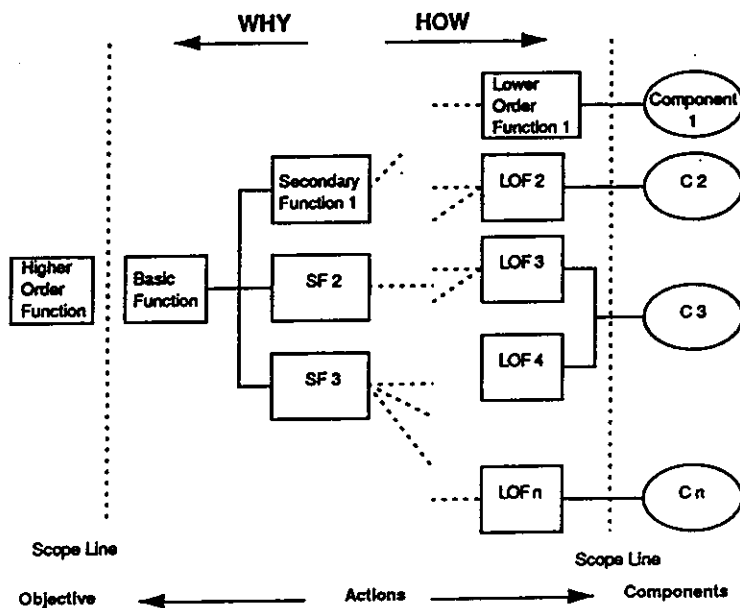 WHY HOW
Lower
Order
Function 1
Component
1
Secondary
Function 1
LOF 2
C 2
Higher
Order
Function
Basic
Function
SF 2
LOF 3
C 3
SF 3
LOF 4
LOF n
C n
Scope Line
Scope Line
Objective Actions Components